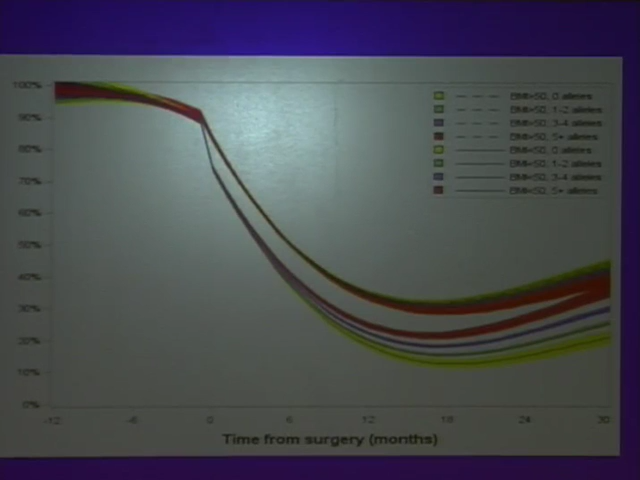 100%
90%
80%
70%
60%
50%
40%
30%
20%
10%
0%
BMI>50, 0 alleles
BMI>50, 1-2 alleles
BMI>50, 3-4 alleles
BMI>50, 5+ alleles
BMI<50, 0 alleles
BMI<50, 1-2 alleles
BMI<50, 3-4 alleles
BMI<50, 5+ alleles
-12 -6 0 6 12 18 24 30
Time from surgery (months)